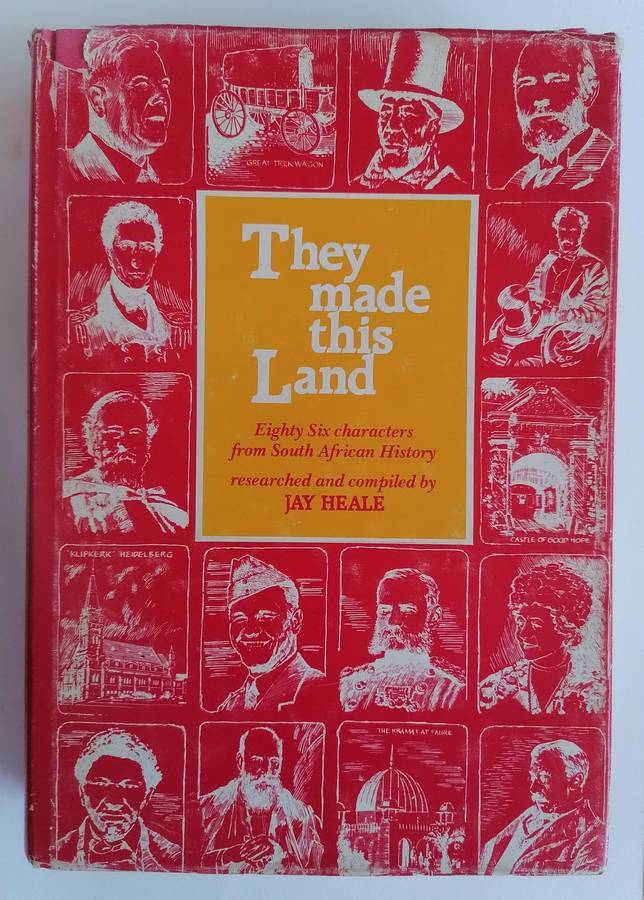 GREAT TREK WAGON
They
made
this
Land
Eighty Six characters
from South African History
researched and compiled by
JAY HEALE
CASTLE OF GOOD HOPE
"KLIPKERK" HEIDELBERG
THE KRAMAT AT FAURE